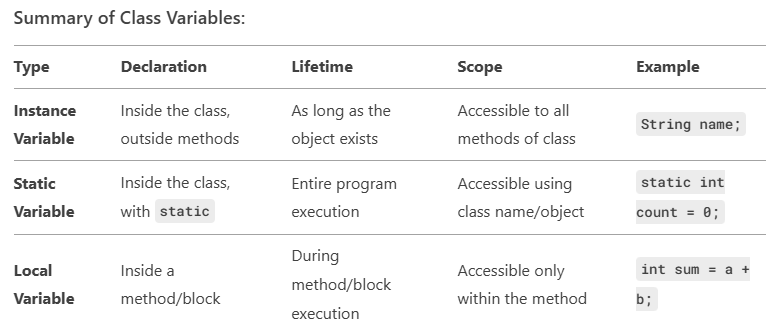 Summary of Class Variables:
Type Declaration Lifetime Scope Example
Instance Variable Inside the class, outside methods As long as the object exists Accessible to all methods of class String name;
Static Variable Inside the class, with static Entire program execution Accessible using class name/object static int count = 0;
Local Variable Inside a method/block During method/block execution Accessible only within the method int sum = a + b;